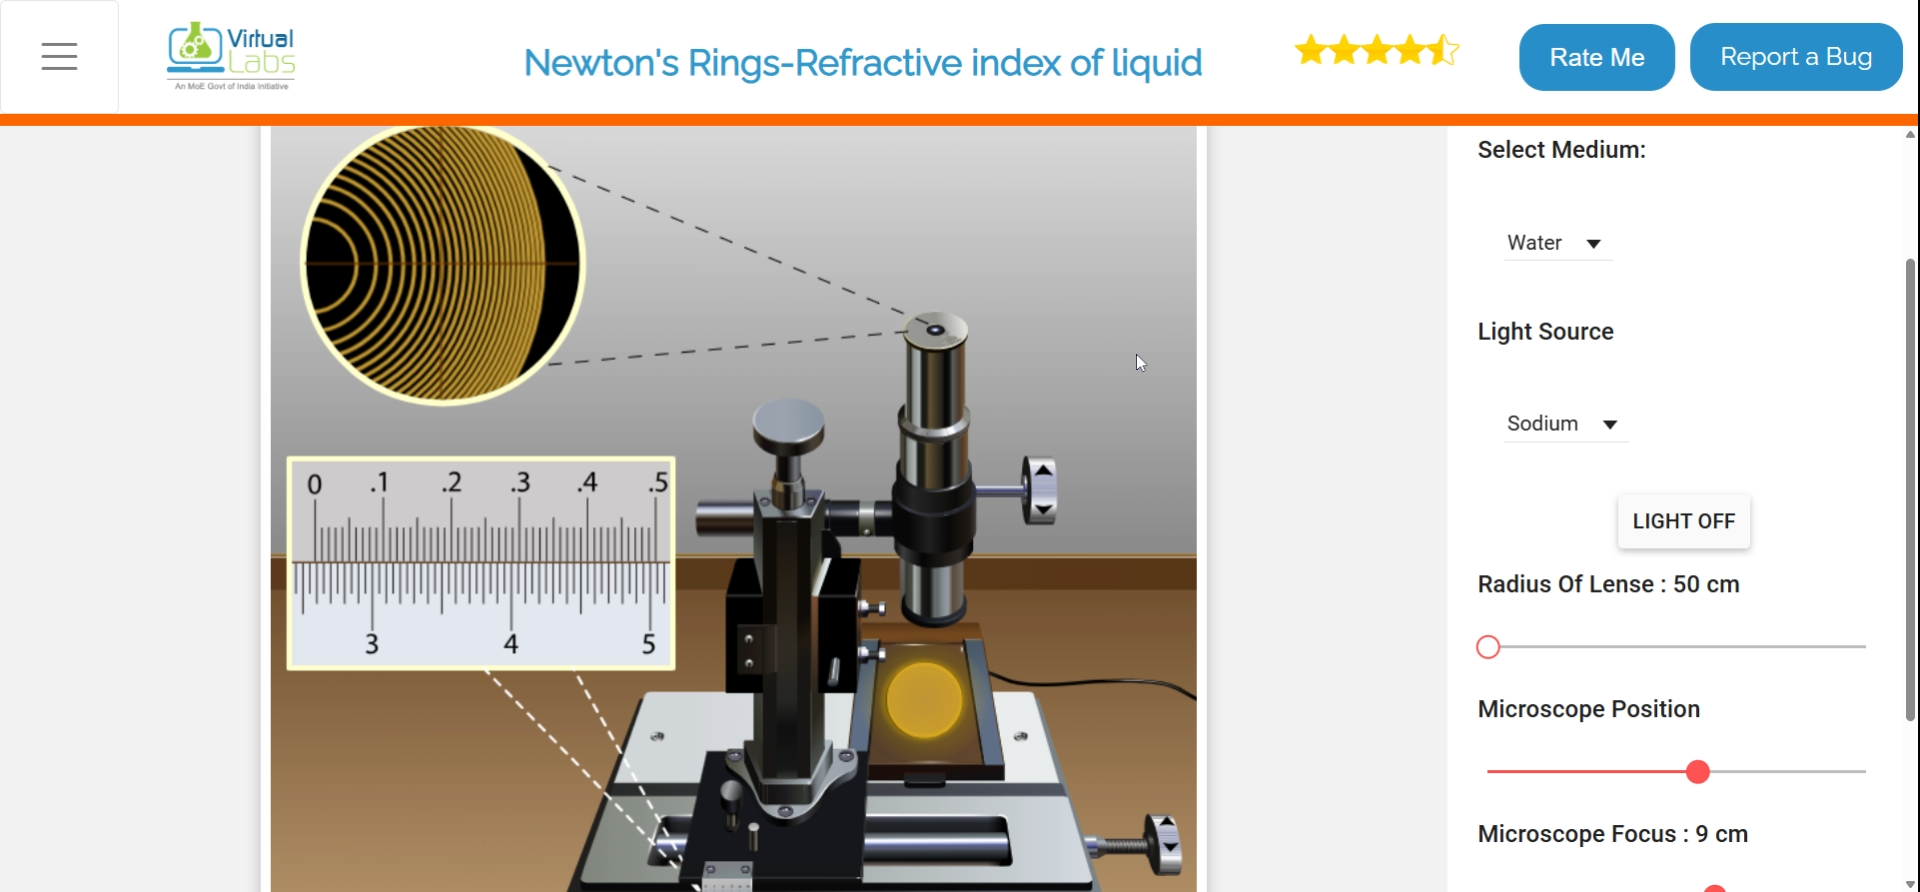 Virtual
Labs
An MoE Govt of India Initiative
Newton's Rings-Refractive index of liquid
Rate Me
Report a Bug
Select Medium:
Water
Light Source
Sodium
LIGHT OFF
Radius Of Lense : 50 cm
Microscope Position
Microscope Focus : 9 cm
0 .1 .2 .3 .4 .5
3 4 5